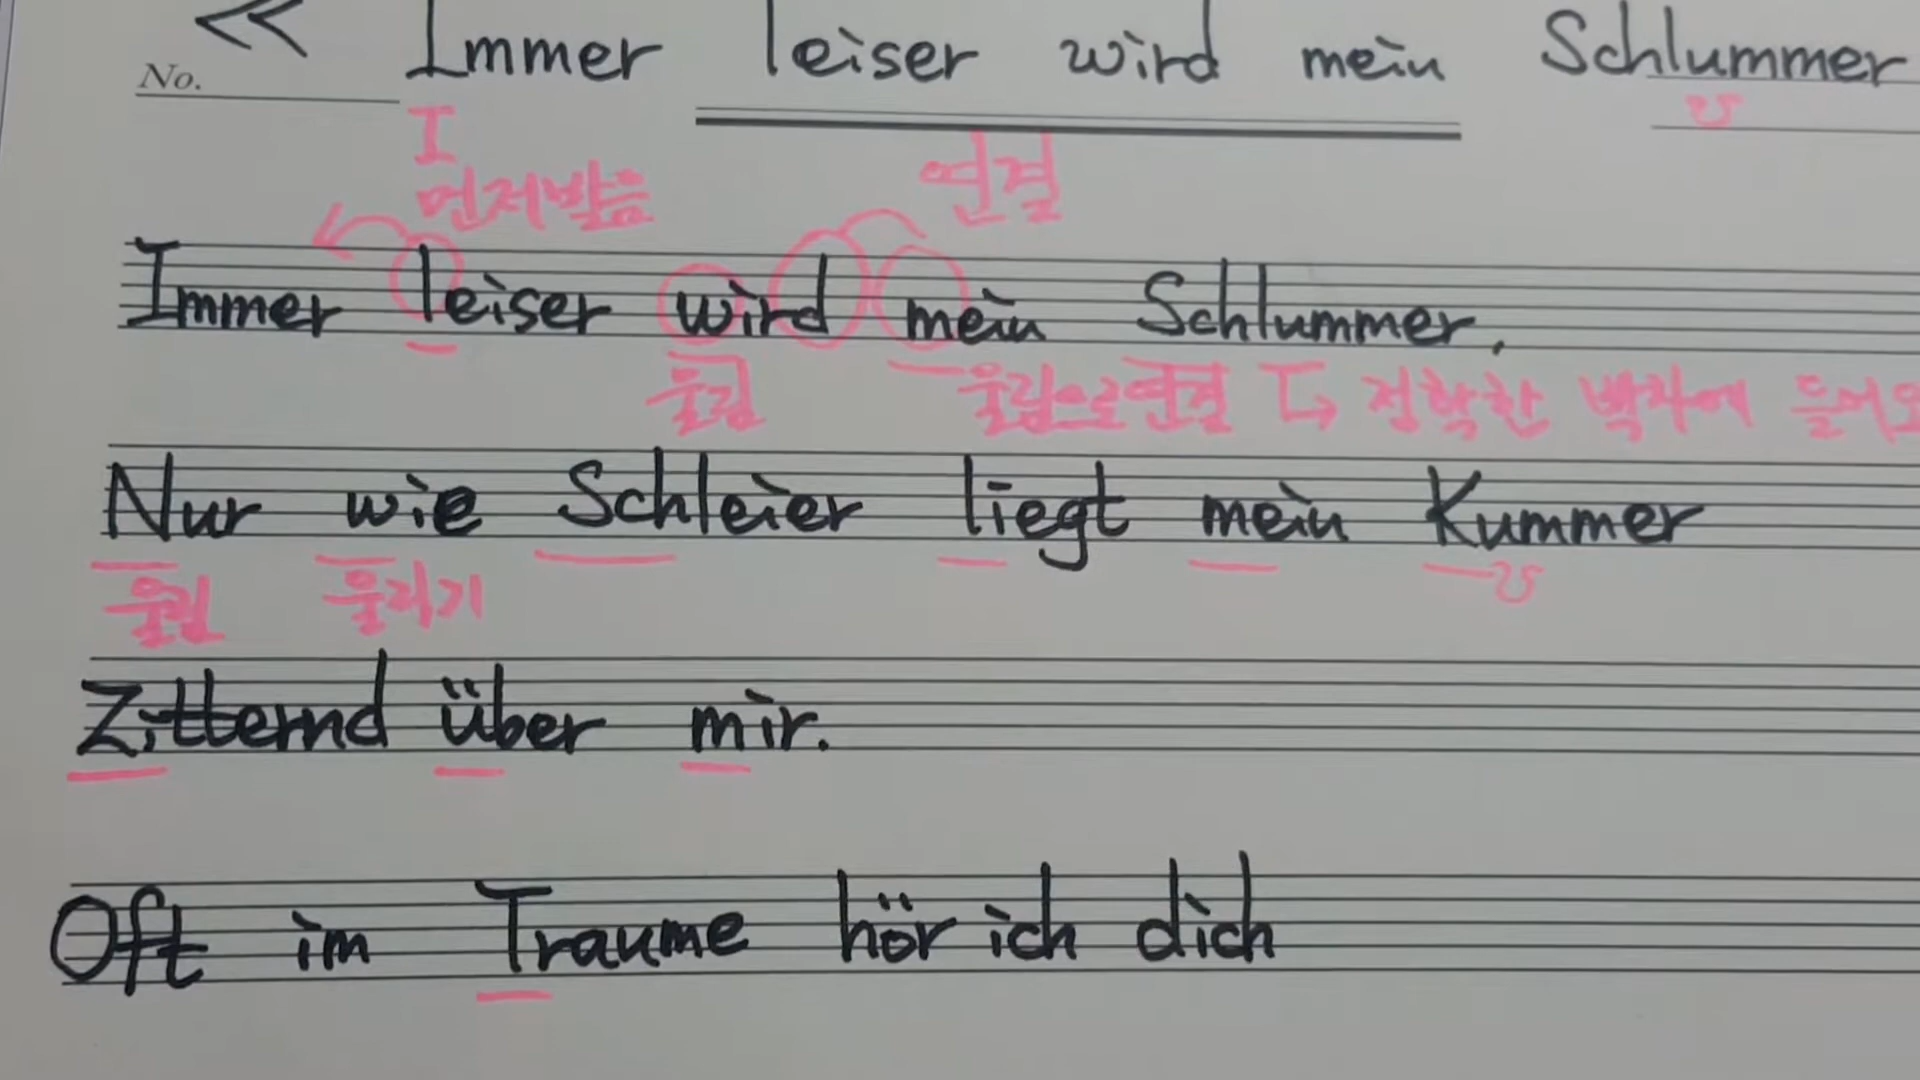 << Immer leiser wird mein Schlummer
No.
I ʊ
먼저발음 연결
Immer leiser wird mein Schlummer,
울림 울림으로연결 → 정확한 박자에 들어오
Nur wie Schleier liegt mein Kummer
울림 울리기 ʊ
Zitternd über mir.
Oft im Traume hör ich dich